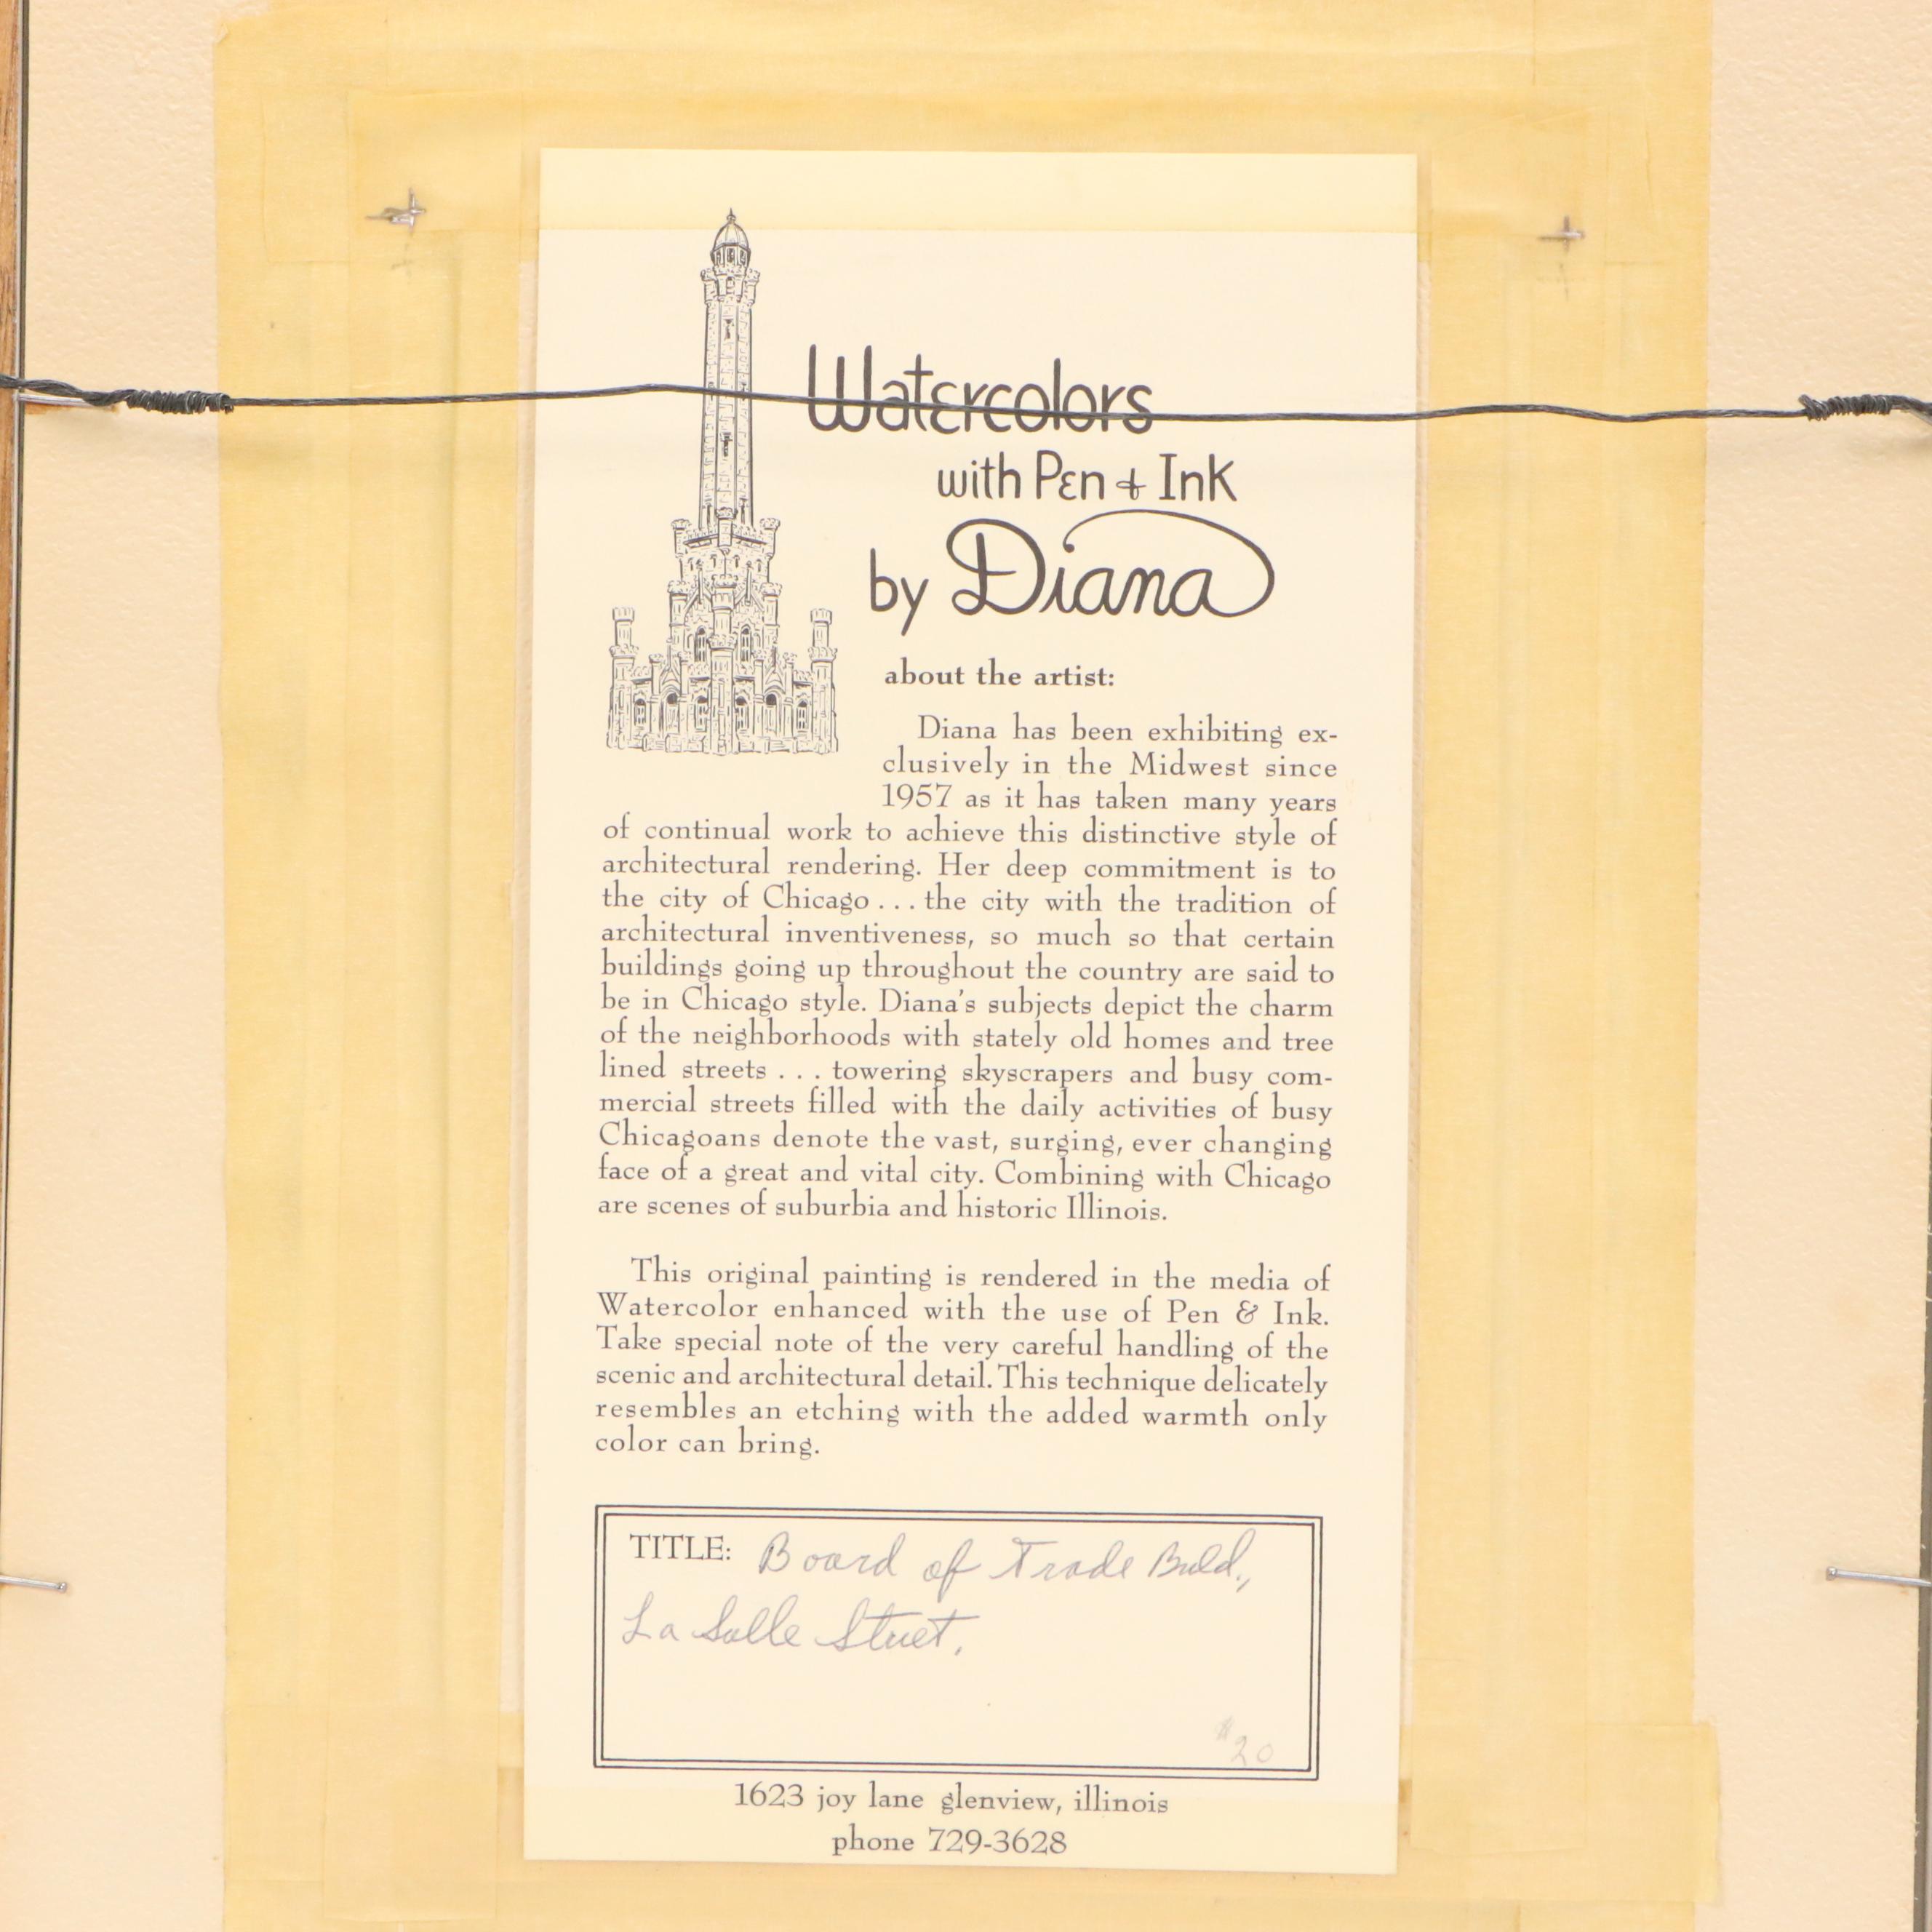 Watercolors
with Pen & Ink
by Diana
about the artist:
Diana has been exhibiting ex-
clusively in the Midwest since
1957 as it has taken many years
of continual work to achieve this distinctive style of
architectural rendering. Her deep commitment is to
the city of Chicago . . . the city with the tradition of
architectural inventiveness, so much so that certain
buildings going up throughout the country are said to
be in Chicago style. Diana's subjects depict the charm
of the neighborhoods with stately old homes and tree
lined streets . . . towering skyscrapers and busy com-
mercial streets filled with the daily activities of busy
Chicagoans denote the vast, surging, ever changing
face of a great and vital city. Combining with Chicago
are scenes of suburbia and historic Illinois.
This original painting is rendered in the media of
Watercolor enhanced with the use of Pen & Ink.
Take special note of the very careful handling of the
scenic and architectural detail. This technique delicately
resembles an etching with the added warmth only
color can bring.
TITLE: Board of Trade Buld.,
La Salle Street.
$20
1623 joy lane glenview, illinois
phone 729-3628